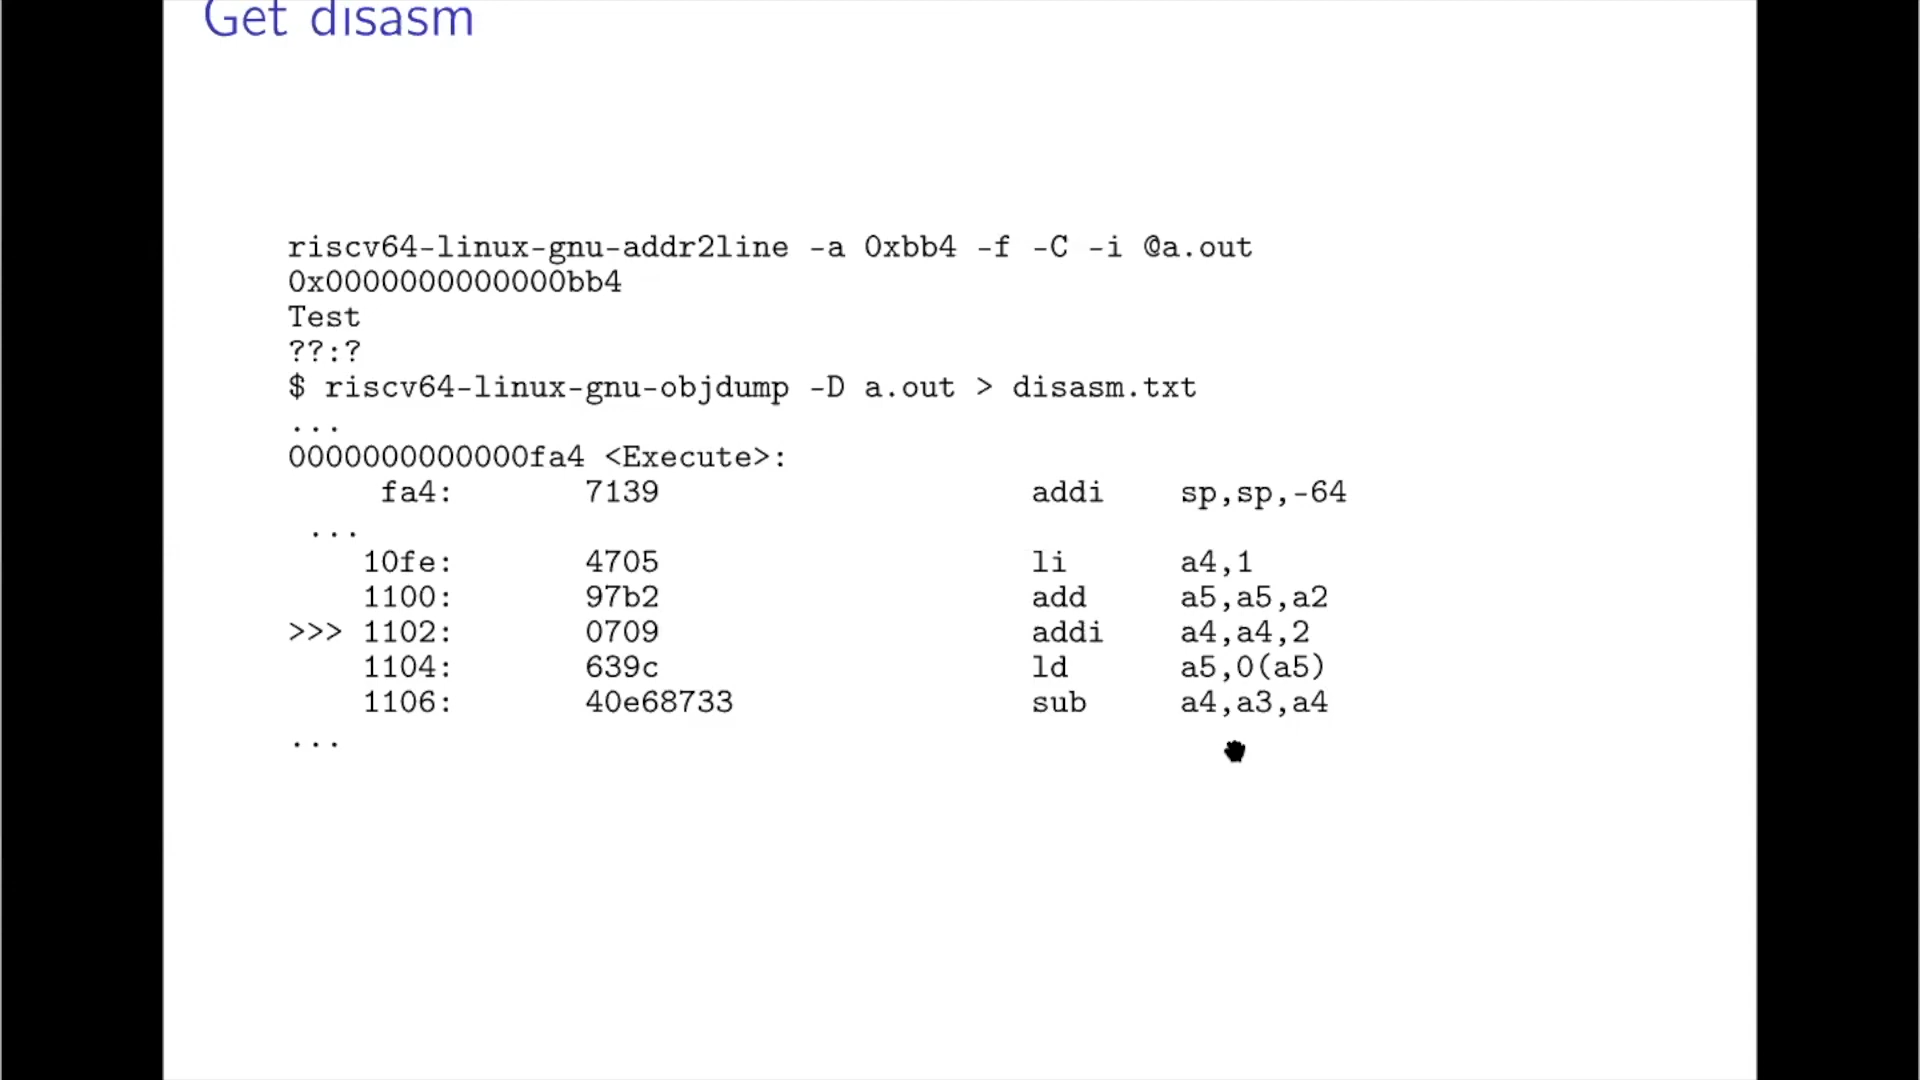 Get disasm
riscv64-linux-gnu-addr2line -a 0xbb4 -f -C -i @a.out
0x0000000000000bb4
Test
??:?
$ riscv64-linux-gnu-objdump -D a.out > disasm.txt
...
0000000000000fa4 <Execute>:
fa4: 7139 addi sp,sp,-64
...
10fe: 4705 li a4,1
1100: 97b2 add a5,a5,a2
>>> 1102: 0709 addi a4,a4,2
1104: 639c ld a5,0(a5)
1106: 40e68733 sub a4,a3,a4
...